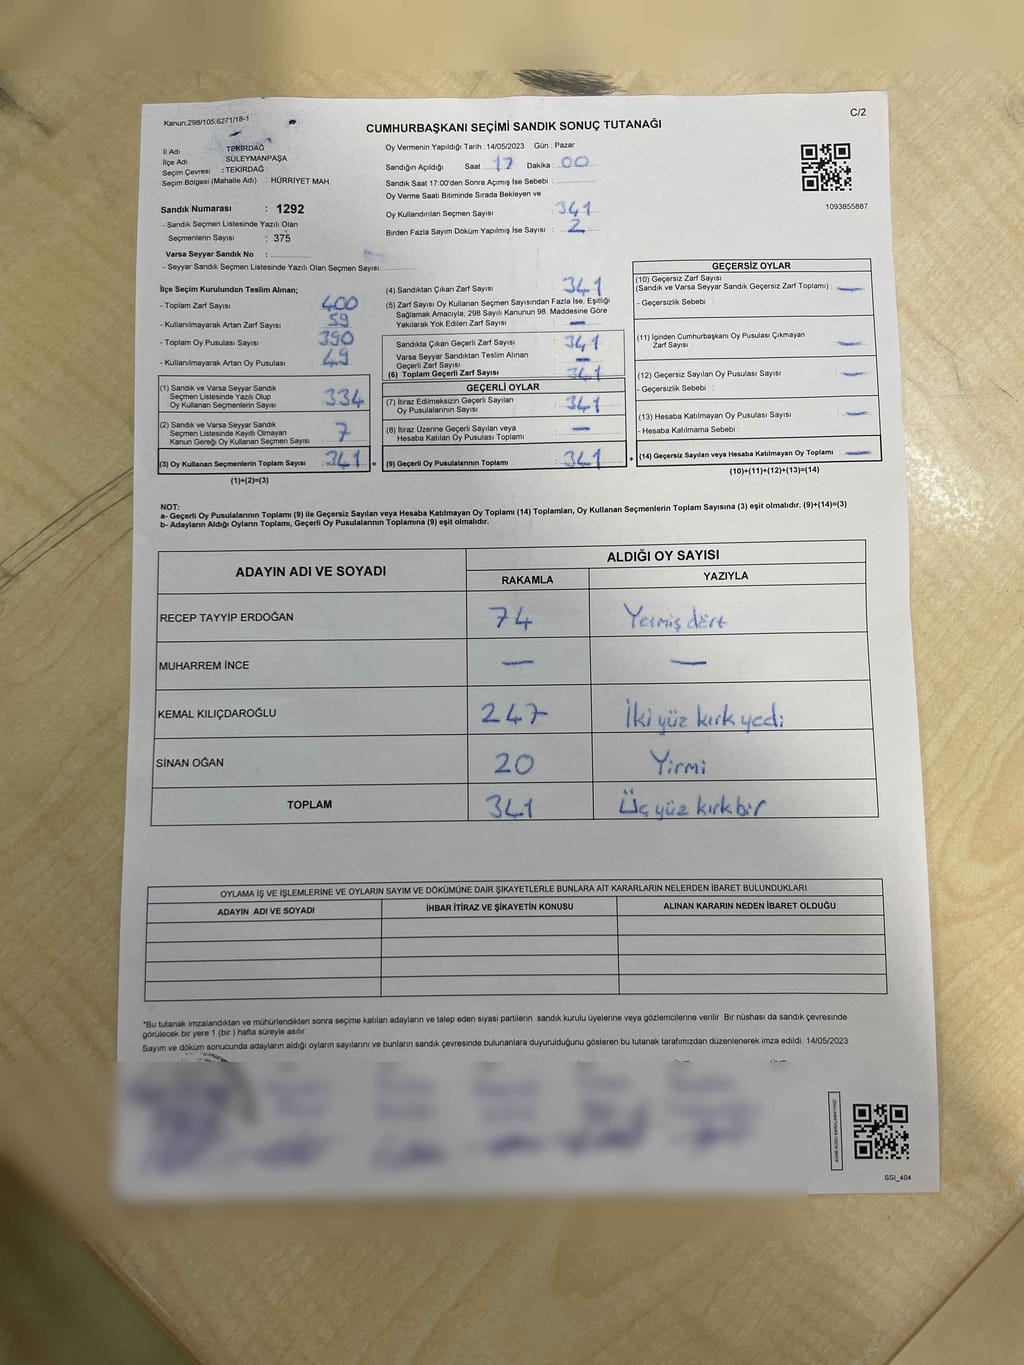 Kanun;298/105,6271/18-1
C/2
CUMHURBAŞKANI SEÇİMİ SANDIK SONUÇ TUTANAĞI
İl Adı : TEKİRDAĞ
İlçe Adı : SÜLEYMANPAŞA
Seçim Çevresi : TEKİRDAĞ
Seçim Bölgesi (Mahalle Adı) : HÜRRİYET MAH.
Sandık Numarası : 1292
- Sandık Seçmen Listesinde Yazılı Olan
Seçmenlerin Sayısı : 375
Varsa Seyyar Sandık No :
- Seyyar Sandık Seçmen Listesinde Yazılı Olan Seçmen Sayısı:
Oy Vermenin Yapıldığı Tarih : 14/05/2023 Gün : Pazar
Sandığın Açıldığı Saat : 17 Dakika : 00
Sandık Saat 17:00'den Sonra Açımış İse Sebebi :
Oy Verme Saati Bitiminde Sırada Bekleyen ve
Oy Kullandırılan Seçmen Sayısı : 341
Birden Fazla Sayım Döküm Yapılmış İse Sayısı : 2
1093855887
İlçe Seçim Kurulundan Teslim Alınan;
- Toplam Zarf Sayısı : 400
- Kullanılmayarak Artan Zarf Sayısı : 59
- Toplam Oy Pusulası Sayısı : 390
- Kullanılmayarak Artan Oy Pusulası : 49
(1) Sandık ve Varsa Seyyar Sandık
Seçmen Listesinde Yazılı Olup
Oy Kullanan Seçmenlerin Sayısı : 334
(2) Sandık ve Varsa Seyyar Sandık
Seçmen Listesinde Kayıtlı Olmayan
Kanun Gereği Oy Kullanan Seçmen Sayısı : 7
(3) Oy Kullanan Seçmenlerin Toplam Sayısı : 341 =
(1)+(2)=(3)
(4) Sandıktan Çıkan Zarf Sayısı : 341
(5) Zarf Sayısı Oy Kullanan Seçmen Sayısından Fazla İse, Eşitliği
Sağlamak Amacıyla; 298 Sayılı Kanunun 98. Maddesine Göre
Yakılarak Yok Edilen Zarf Sayısı : —
Sandıkta Çıkan Geçerli Zarf Sayısı : 341
Varsa Seyyar Sandıktan Teslim Alınan
Geçerli Zarf Sayısı : —
(6) Toplam Geçerli Zarf Sayısı : 341
GEÇERLİ OYLAR
(7) İtiraz Edilmeksizin Geçerli Sayılan
Oy Pusulalarının Sayısı : 341
(8) İtiraz Üzerine Geçerli Sayılan veya
Hesaba Katılan Oy Pusulası Toplamı : —
(9) Geçerli Oy Pusulalarının Toplamı : 341 +
GEÇERSİZ OYLAR
(10) Geçersiz Zarf Sayısı
(Sandık ve Varsa Seyyar Sandık Geçersiz Zarf Toplamı) : —
- Geçersizlik Sebebi :
(11) İçinden Cumhurbaşkanı Oy Pusulası Çıkmayan
Zarf Sayısı : —
(12) Geçersiz Sayılan Oy Pusulası Sayısı : —
- Geçersizlik Sebebi :
(13) Hesaba Katılmayan Oy Pusulası Sayısı : —
- Hesaba Katılmama Sebebi :
(14) Geçersiz Sayılan veya Hesaba Katılmayan Oy Toplamı : —
(10)+(11)+(12)+(13)=(14)
NOT:
a- Geçerli Oy Pusulalarının Toplamı (9) ile Geçersiz Sayılan veya Hesaba Katılmayan Oy Toplamı (14) Toplamları, Oy Kullanan Seçmenlerin Toplam Sayısına (3) eşit olmalıdır. (9)+(14)=(3)
b- Adayların Aldığı Oyların Toplamı, Geçerli Oy Pusulalarının Toplamına (9) eşit olmalıdır.
ADAYIN ADI VE SOYADI ALDIĞI OY SAYISI
RAKAMLA YAZIYLA
RECEP TAYYİP ERDOĞAN 74 Yetmiş dört
MUHARREM İNCE — —
KEMAL KILIÇDAROĞLU 247 İki yüz kırk yedi
SİNAN OĞAN 20 Yirmi
TOPLAM 341 Üç yüz kırk bir
OYLAMA İŞ VE İŞLEMLERİNE VE OYLARIN SAYIM VE DÖKÜMÜNE DAİR ŞİKAYETLERLE BUNLARA AİT KARARLARIN NELERDEN İBARET BULUNDUKLARI
ADAYIN ADI VE SOYADI İHBAR İTİRAZ VE ŞİKAYETİN KONUSU ALINAN KARARIN NEDEN İBARET OLDUĞU
*Bu tutanak imzalandıktan ve mühürlendikten sonra seçime katılan adayların ve talep eden siyasi partilerin sandık kurulu üyelerine veya gözlemcilerine verilir .Bir nüshası da sandık çevresinde
görülecek bir yere 1 (bir ) hafta süreyle asılır.
Sayım ve döküm sonucunda adayların aldığı oyların sayılarını ve bunların sandık çevresinde bulunanlara duyurulduğunu gösteren bu tutanak tarafımızdan düzenlenerek imza edildi. 14/05/2023
SSI_404